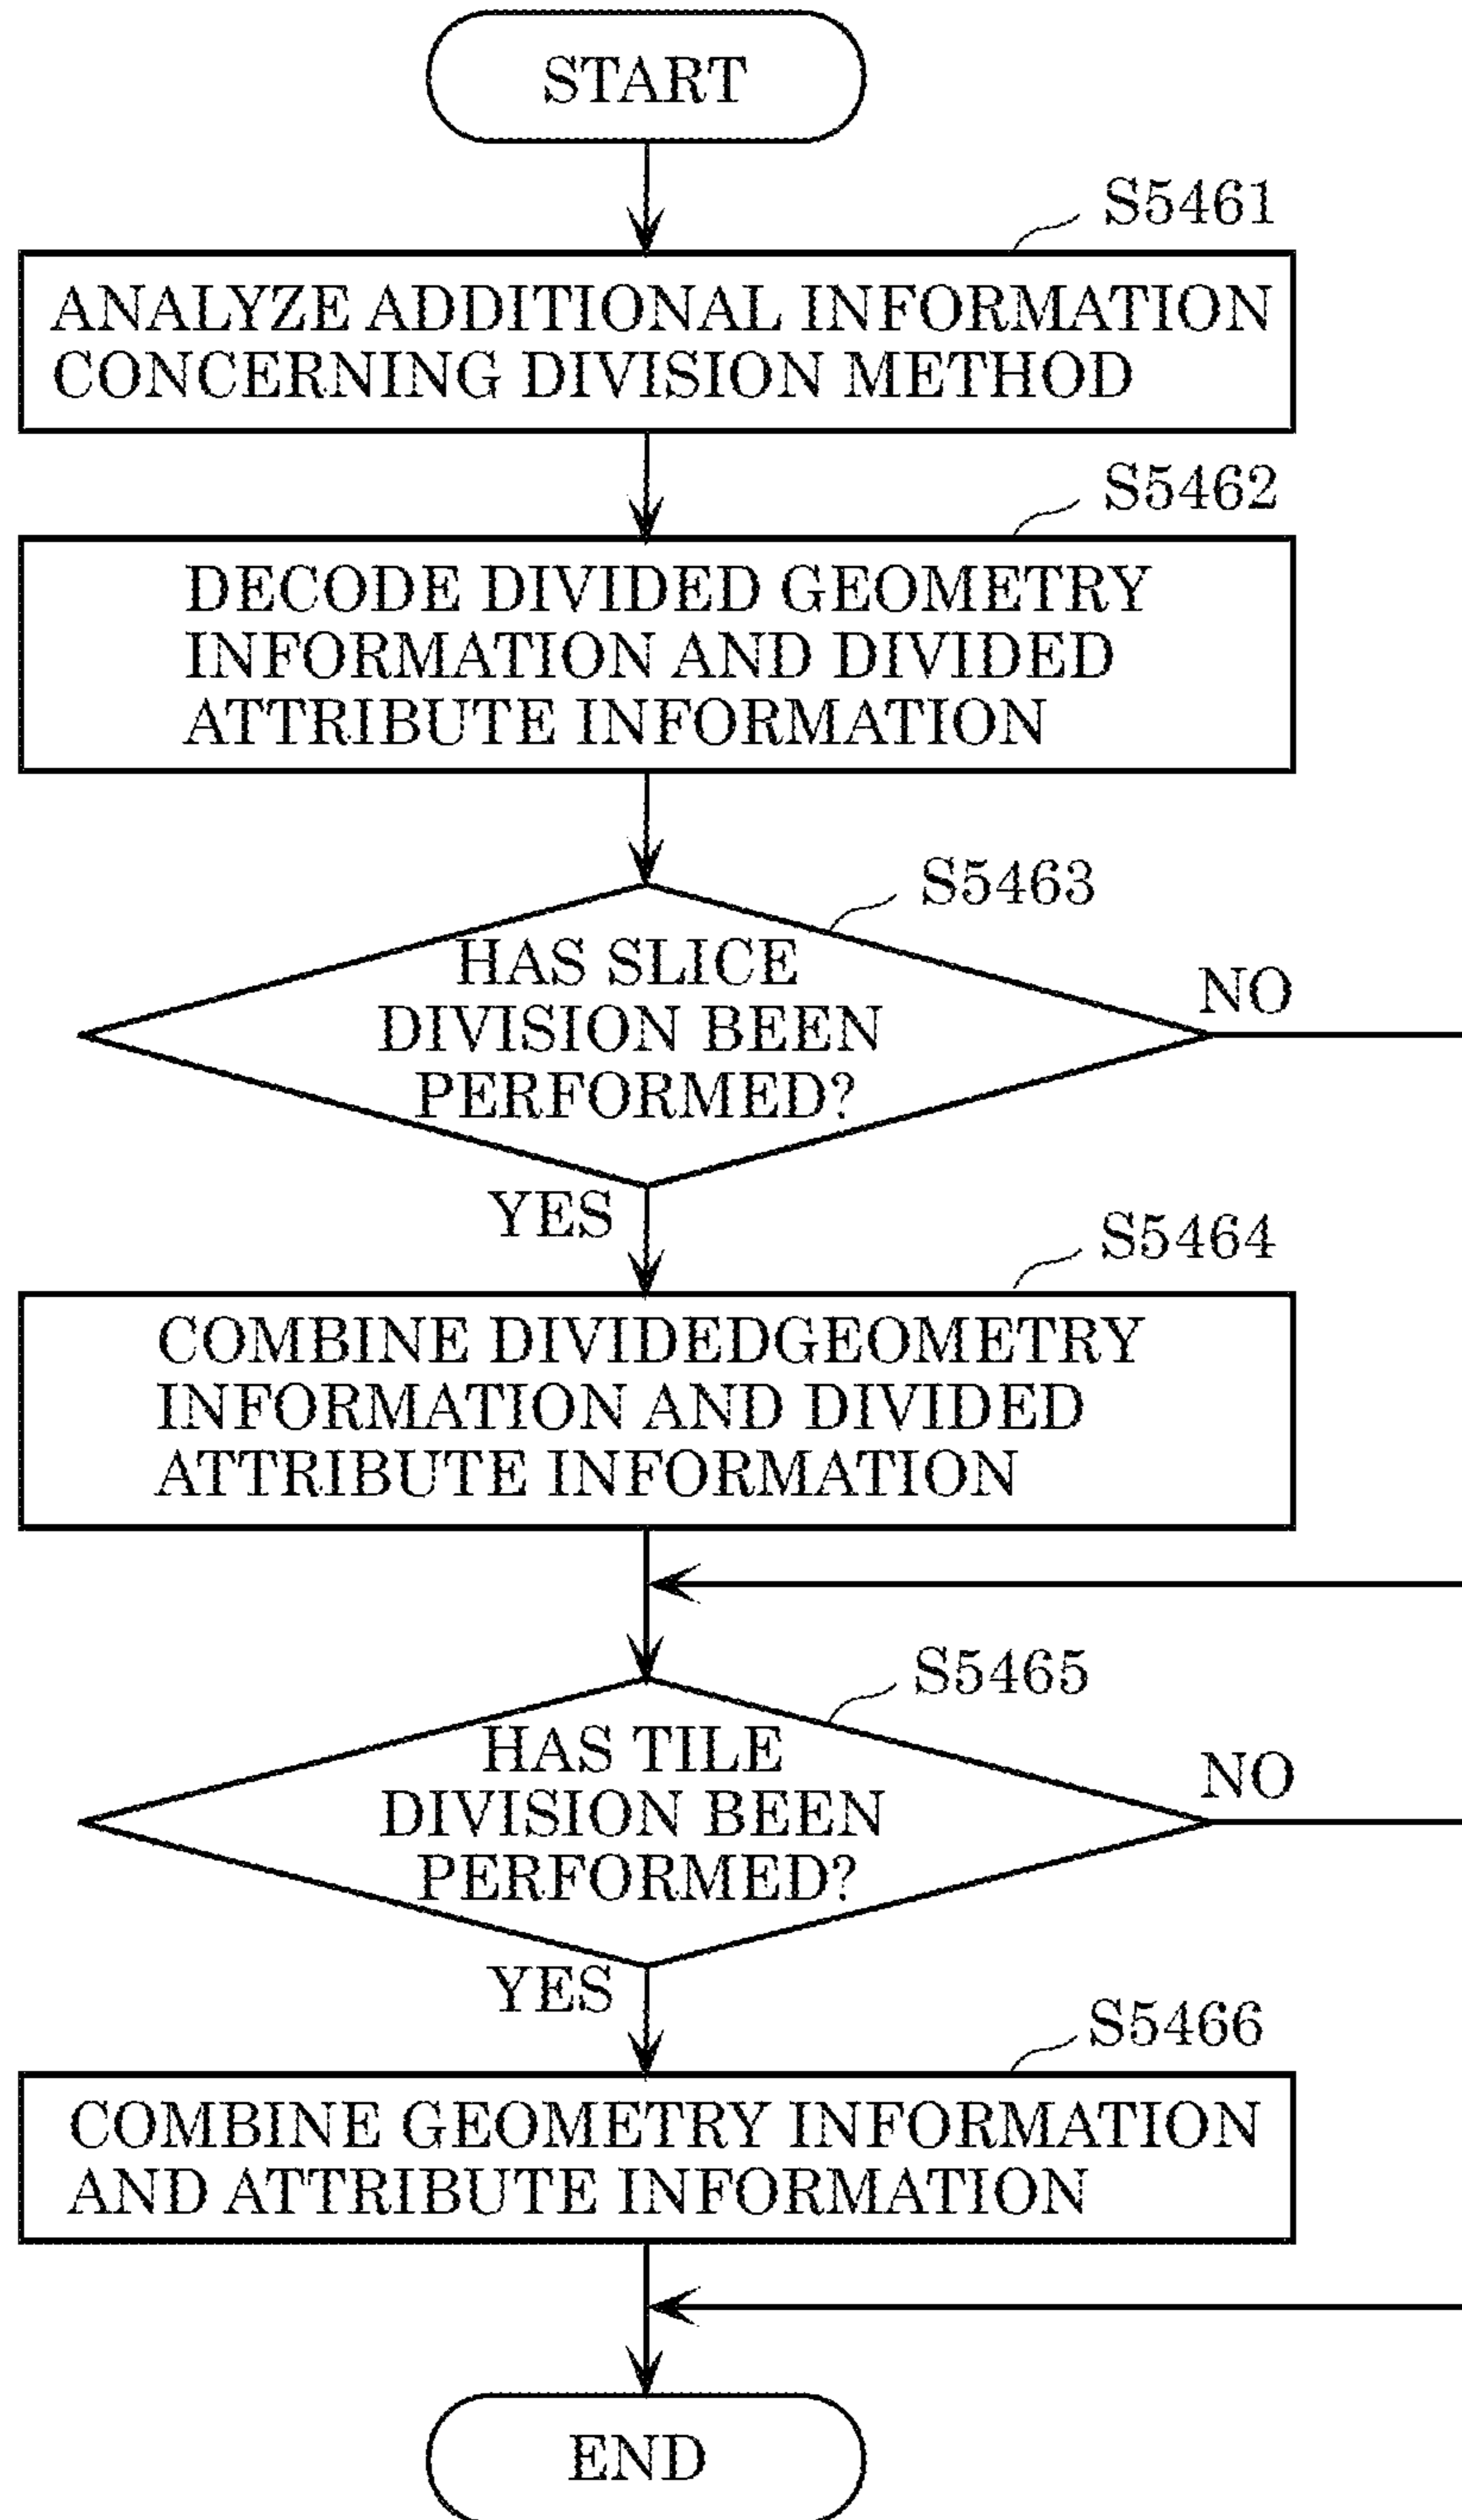 START
S5461
ANALYZE ADDITIONAL INFORMATION
CONCERNING DIVISION METHOD
S5462
DECODE DIVIDED GEOMETRY
INFORMATION AND DIVIDED
ATTRIBUTE INFORMATION
S5463
HAS SLICE
DIVISION BEEN
PERFORMED?
NO
YES
S5464
COMBINE DIVIDEDGEOMETRY
INFORMATION AND DIVIDED
ATTRIBUTE INFORMATION
S5465
HAS TILE
DIVISION BEEN
PERFORMED?
NO
YES
S5466
COMBINE GEOMETRY INFORMATION
AND ATTRIBUTE INFORMATION
END